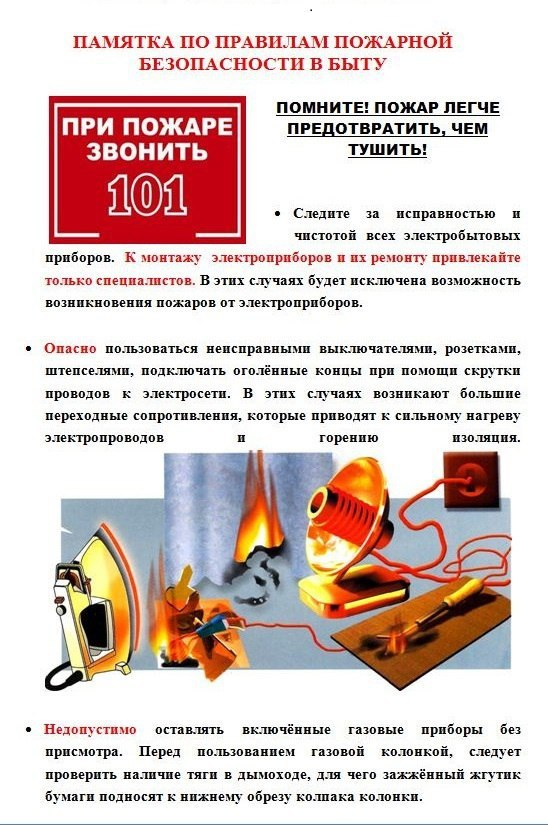 ПАМЯТКА ПО ПРАВИЛАМ ПОЖАРНОЙ
БЕЗОПАСНОСТИ В БЫТУ
ПРИ ПОЖАРЕ
ЗВОНИТЬ
101
ПОМНИТЕ! ПОЖАР ЛЕГЧЕ
ПРЕДОТВРАТИТЬ, ЧЕМ
ТУШИТЬ!
• Следите за исправностью и
чистотой всех электробытовых
приборов. К монтажу электроприборов и их ремонту привлекайте
только специалистов. В этих случаях будет исключена возможность
возникновения пожаров от электроприборов.
• Опасно пользоваться неисправными выключателями, розетками,
штепселями, подключать оголённые концы при помощи скрутки
проводов к электросети. В этих случаях возникают большие
переходные сопротивления, которые приводят к сильному нагреву
электропроводов и горению изоляция.
• Недопустимо оставлять включённые газовые приборы без
присмотра. Перед пользованием газовой колонкой, следует
проверить наличие тяги в дымоходе, для чего зажжённый жгутик
бумаги подносят к нижнему обрезу колпака колонки.